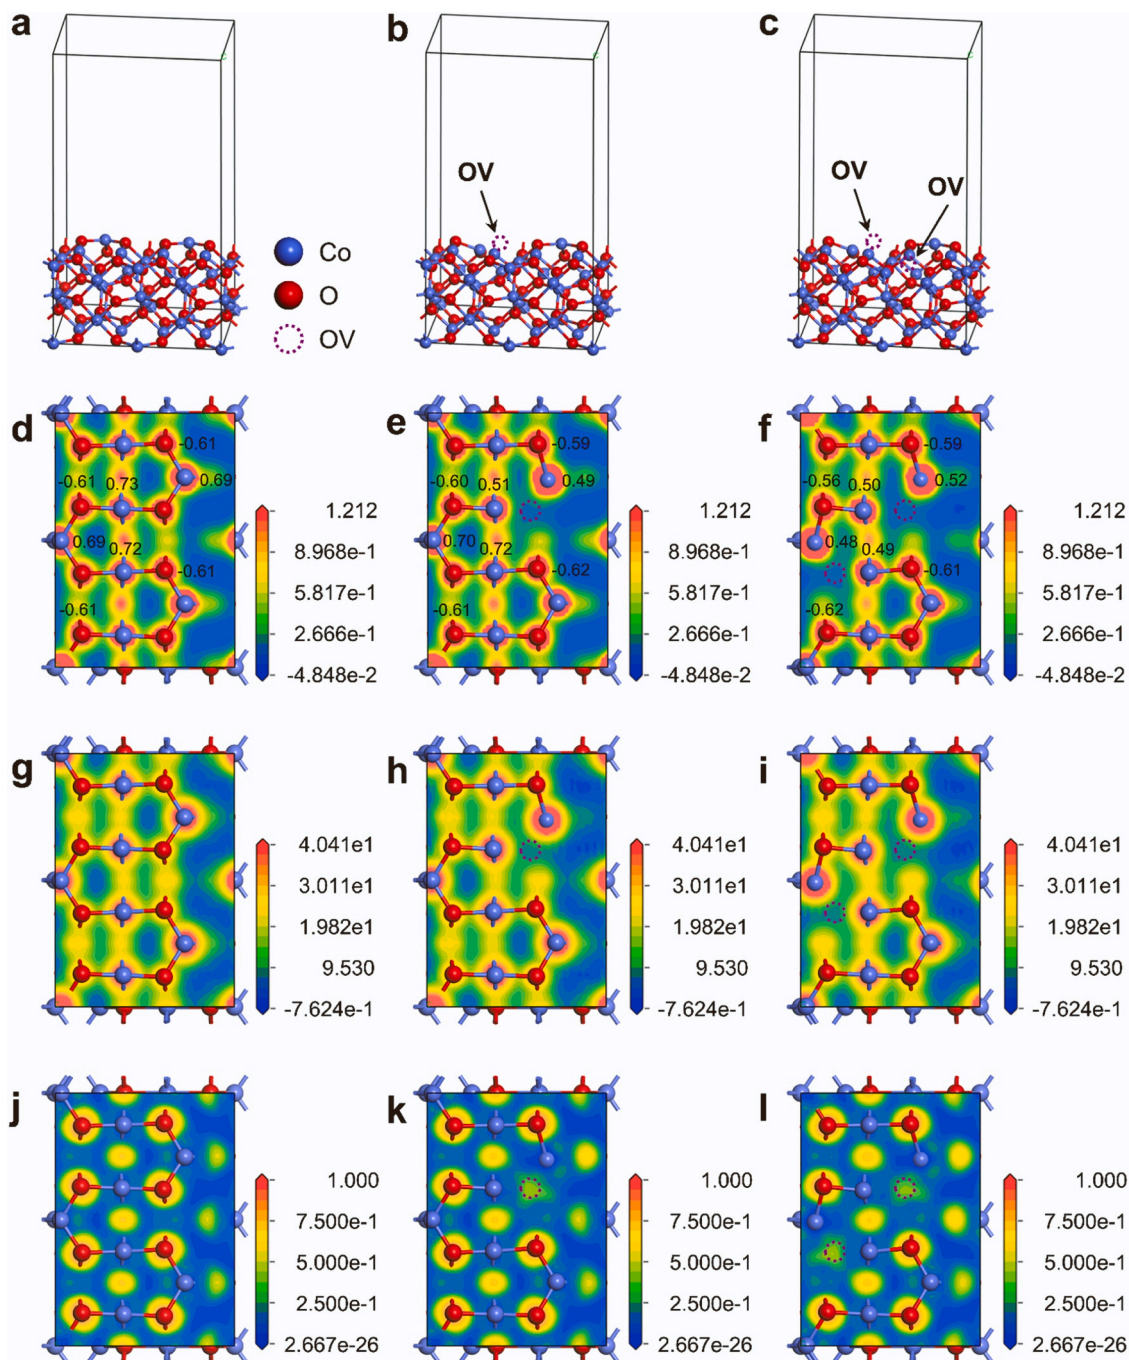 a
b
c
c
c
c
OV
OV
OV
Co
O
OV
d
-0.61
-0.61 0.73 0.69
0.69 0.72
-0.61
-0.61
1.212
8.968e-1
5.817e-1
2.666e-1
-4.848e-2
e
-0.59
-0.60 0.51 0.49
0.70 0.72
-0.62
-0.61
1.212
8.968e-1
5.817e-1
2.666e-1
-4.848e-2
f
-0.59
-0.56 0.50 0.52
0.48 0.49
-0.61
-0.62
1.212
8.968e-1
5.817e-1
2.666e-1
-4.848e-2
g
4.041e1
3.011e1
1.982e1
9.530
-7.624e-1
h
4.041e1
3.011e1
1.982e1
9.530
-7.624e-1
i
4.041e1
3.011e1
1.982e1
9.530
-7.624e-1
j
1.000
7.500e-1
5.000e-1
2.500e-1
2.667e-26
k
1.000
7.500e-1
5.000e-1
2.500e-1
2.667e-26
l
1.000
7.500e-1
5.000e-1
2.500e-1
2.667e-26